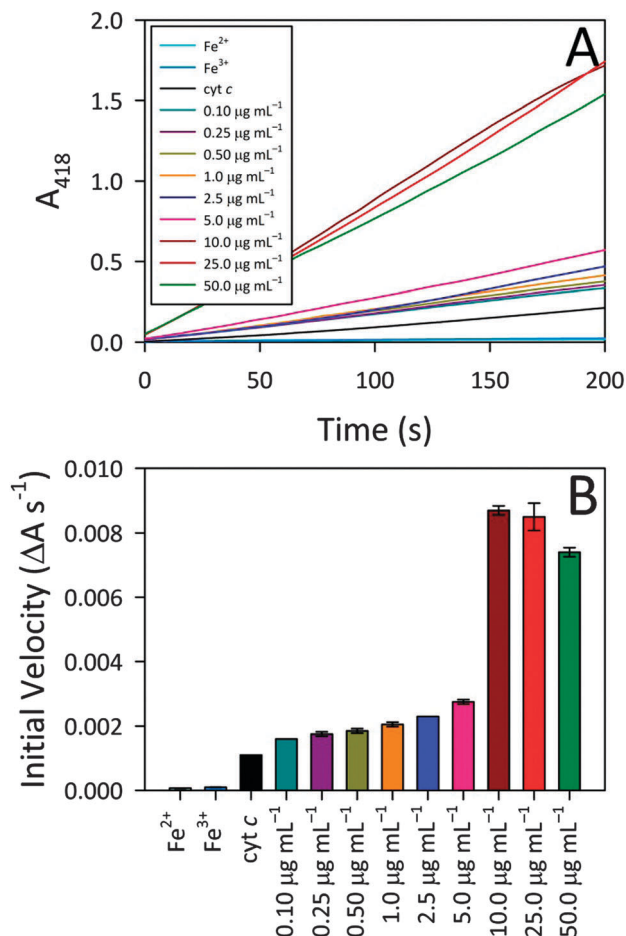 A
2.0
1.5
1.0
0.5
0.0
A₄₁₈
Fe²⁺
Fe³⁺
cyt c
0.10 µg mL⁻¹
0.25 µg mL⁻¹
0.50 µg mL⁻¹
1.0 µg mL⁻¹
2.5 µg mL⁻¹
5.0 µg mL⁻¹
10.0 µg mL⁻¹
25.0 µg mL⁻¹
50.0 µg mL⁻¹
0 50 100 150 200
Time (s)
B
0.010
0.008
0.006
0.004
0.002
0.000
Initial Velocity (ΔA s⁻¹)
Fe²⁺
Fe³⁺
cyt c
0.10 µg mL⁻¹
0.25 µg mL⁻¹
0.50 µg mL⁻¹
1.0 µg mL⁻¹
2.5 µg mL⁻¹
5.0 µg mL⁻¹
10.0 µg mL⁻¹
25.0 µg mL⁻¹
50.0 µg mL⁻¹